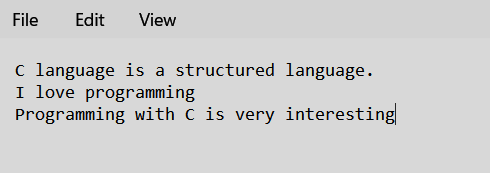 File Edit View
C language is a structured language.
I love programming
Programming with C is very interesting